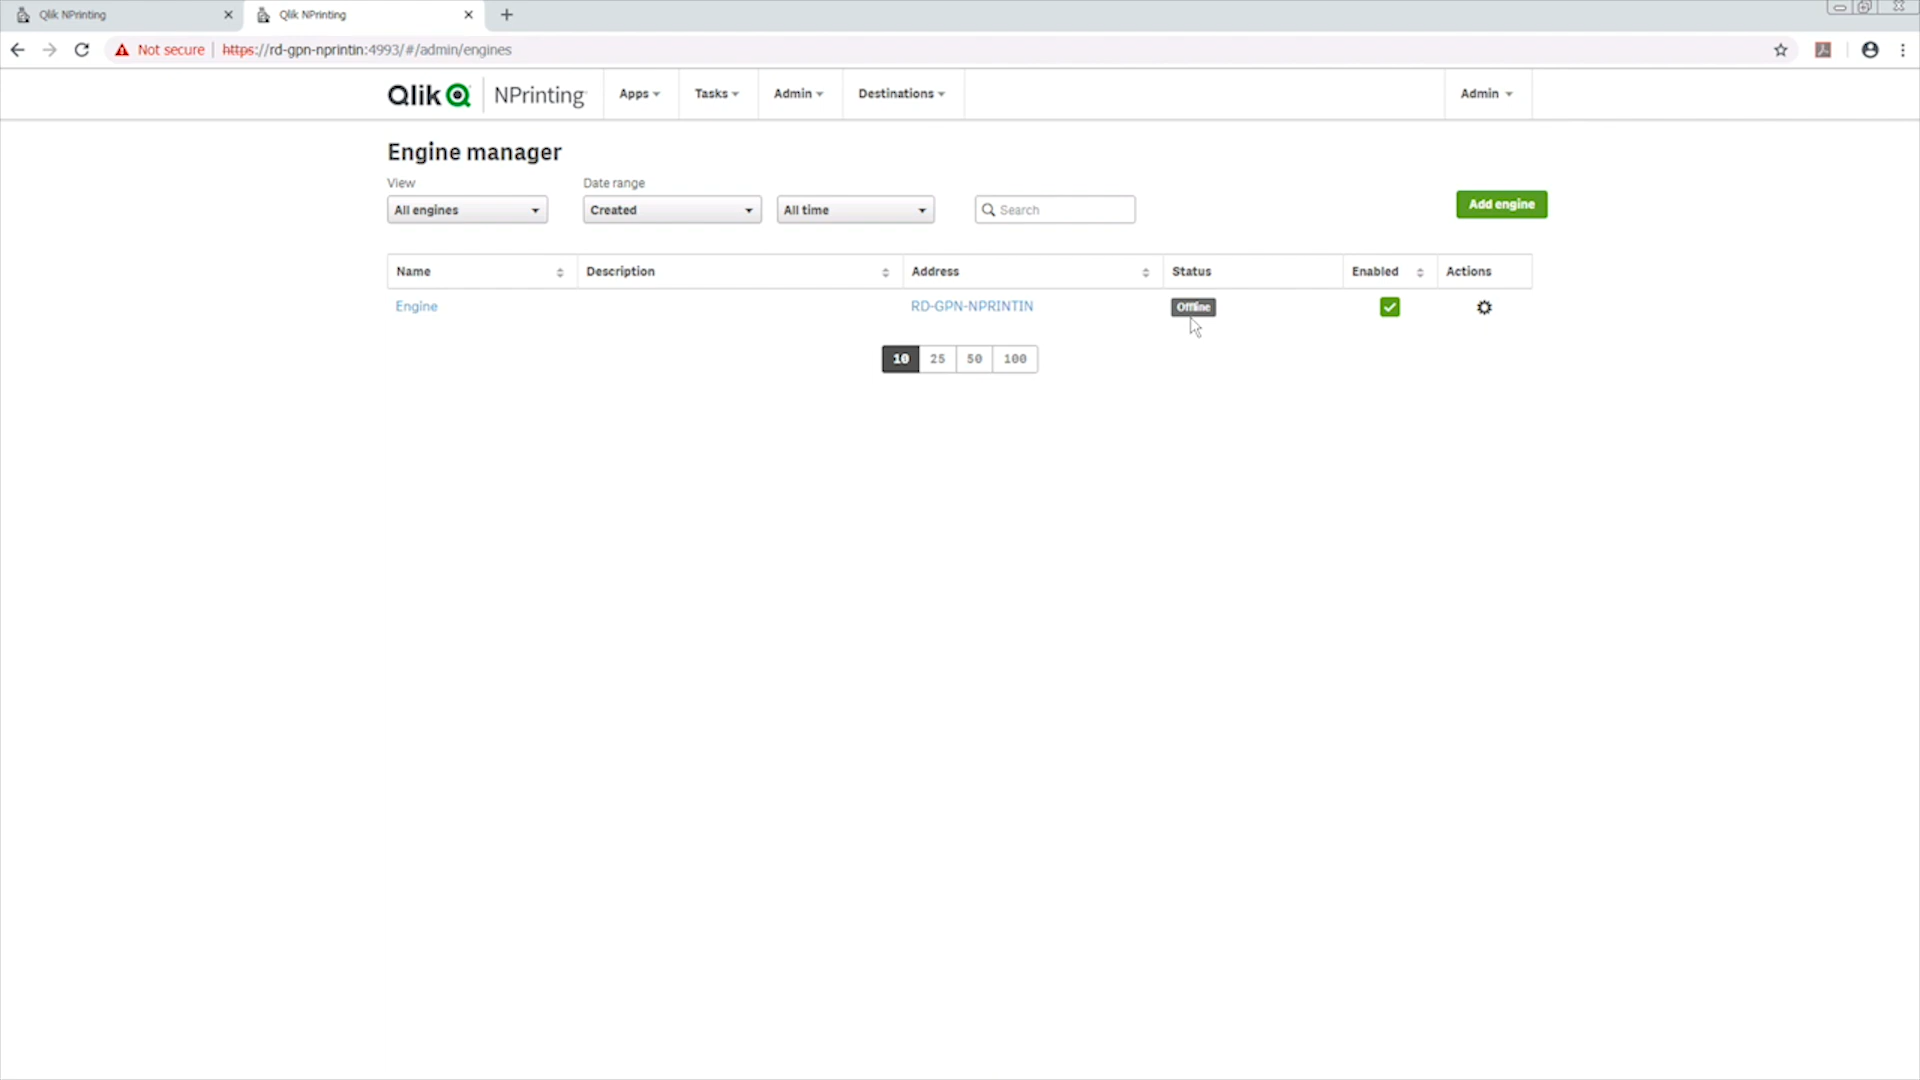 Qlik NPrinting
Qlik NPrinting
Not secure
https://rd-gpn-nprintin:4993/#/admin/engines
Qlik
NPrinting
Apps
Tasks
Admin
Destinations
Admin
Engine manager
View
Date range
All engines
Created
All time
Search
Add engine
Name
Description
Address
Status
Enabled
Actions
Engine
RD-GPN-NPRINTIN
Offline
10
25
50
100